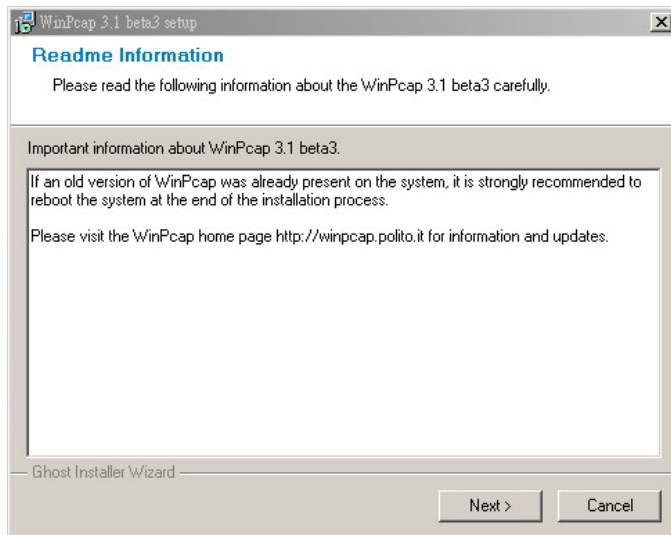 WinPcap 3.1 beta3 setup
Readme Information
Please read the following information about the WinPcap 3.1 beta3 carefully.
Important information about WinPcap 3.1 beta3.
If an old version of WinPcap was already present on the system, it is strongly recommended to
reboot the system at the end of the installation process.
Please visit the WinPcap home page http://winpcap.polito.it for information and updates.
Ghost Installer Wizard
Next >
Cancel